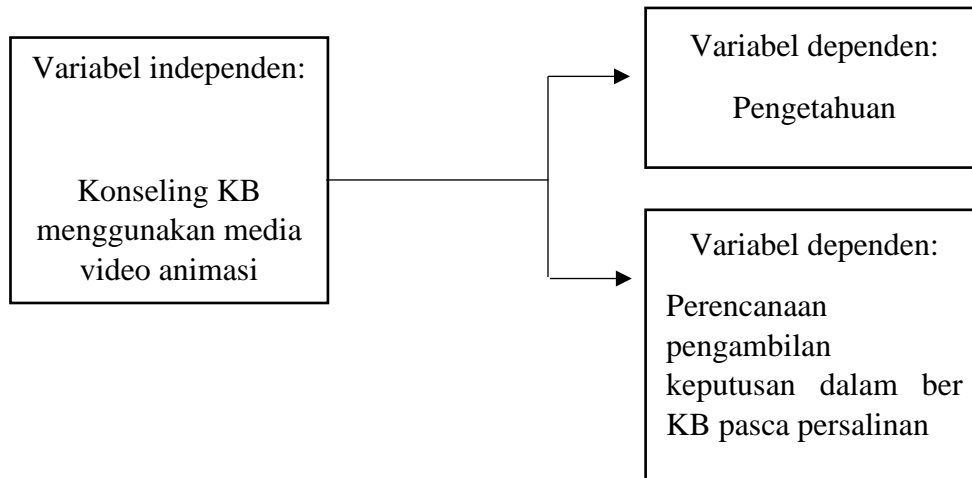 Variabel independen:
Konseling KB
menggunakan media
video animasi
Variabel dependen:
Pengetahuan
Variabel dependen:
Perencanaan
pengambilan
keputusan dalam ber
KB pasca persalinan